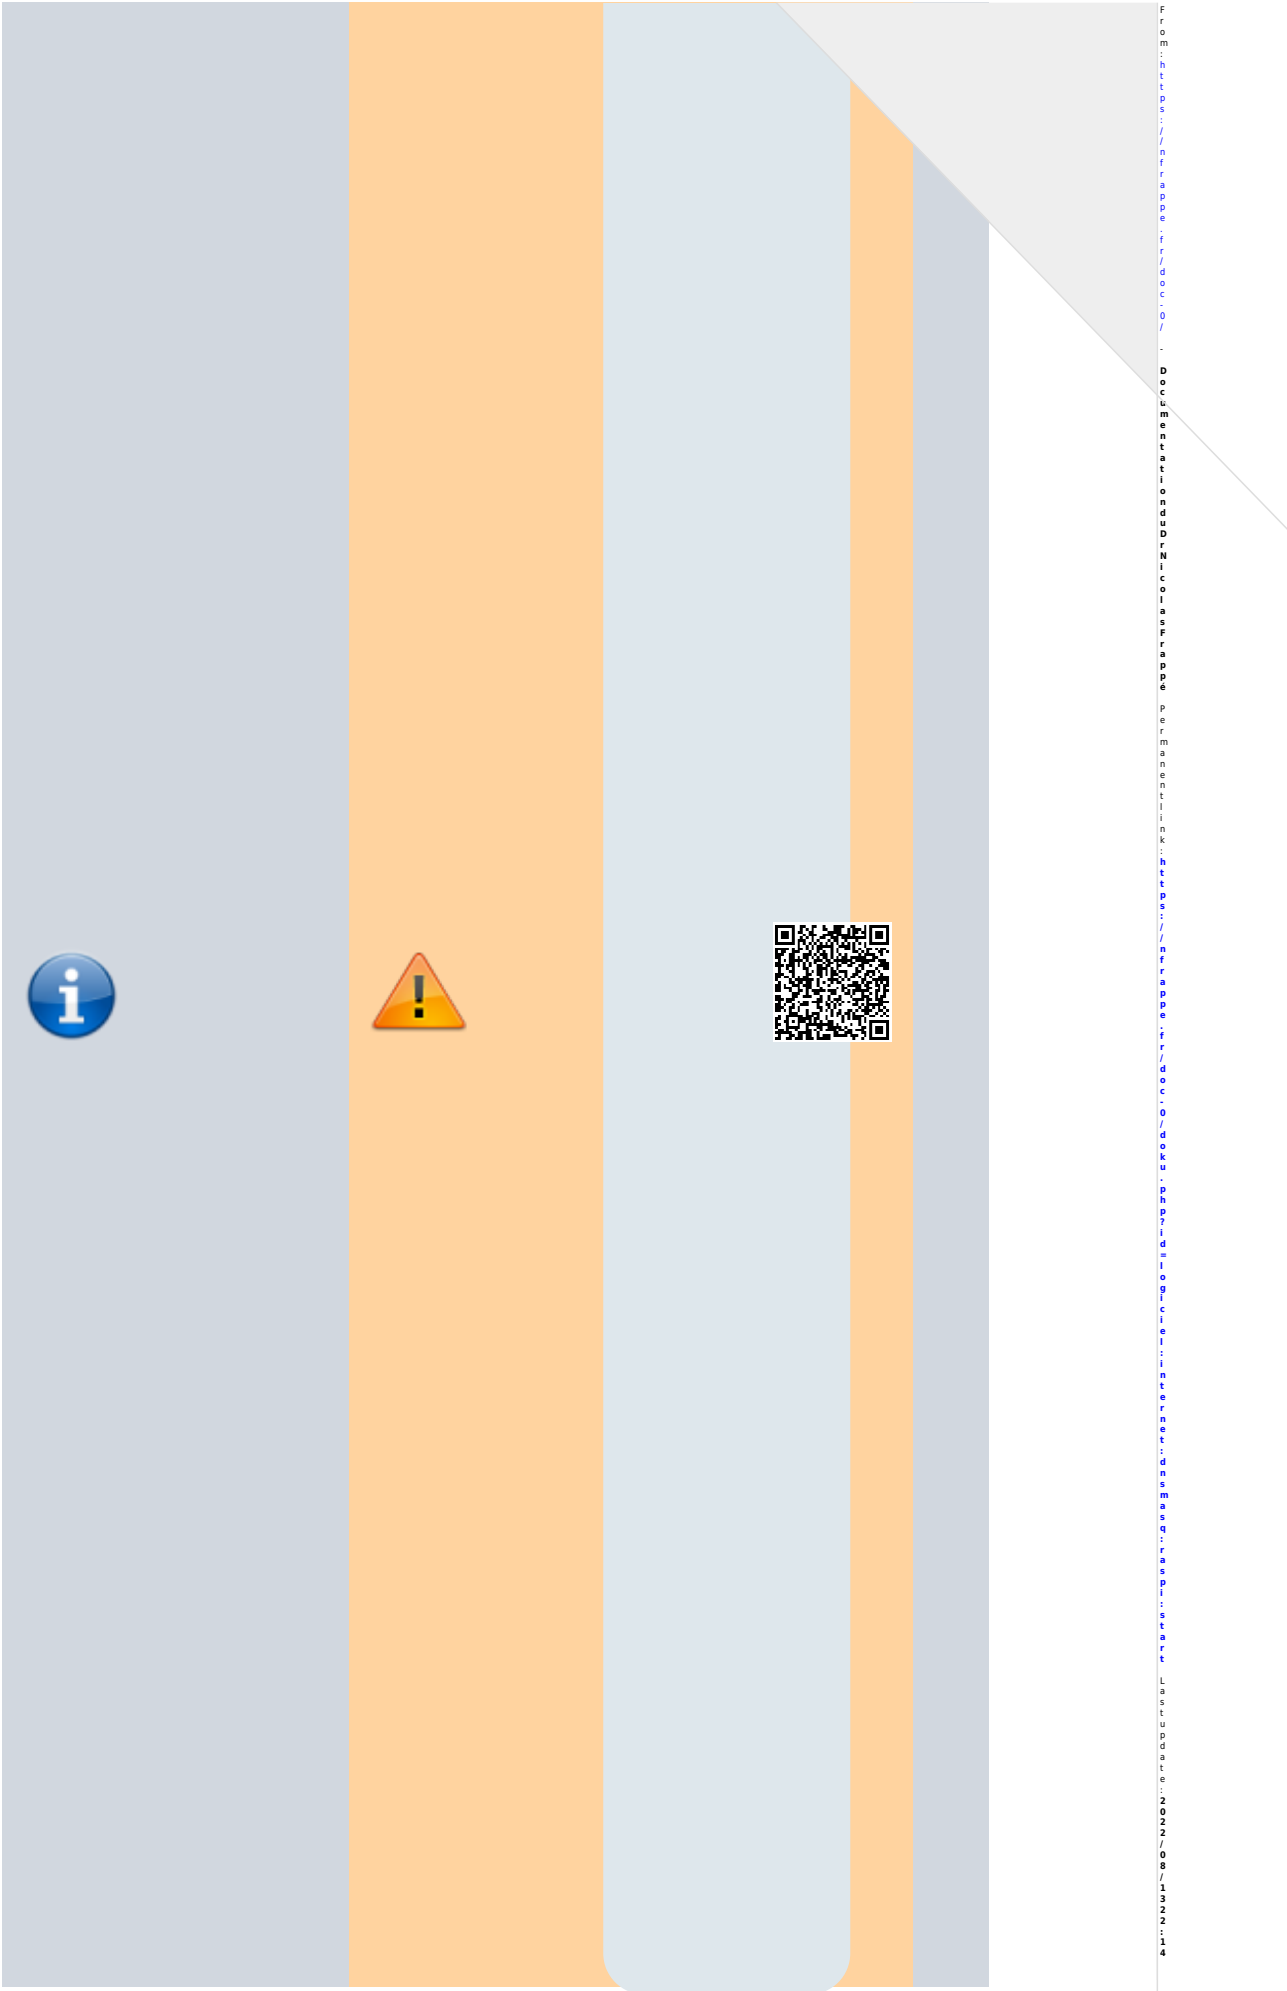 From:
https://nfrappe.fr/doc-0/ - Documentation du Dr Nicolas Frappé
Permanent link:
https://nfrappe.fr/doc-0/doku.php?id=logiciel:internet:dnsmasq:raspi:start
Last update: 2022/08/13 22:14